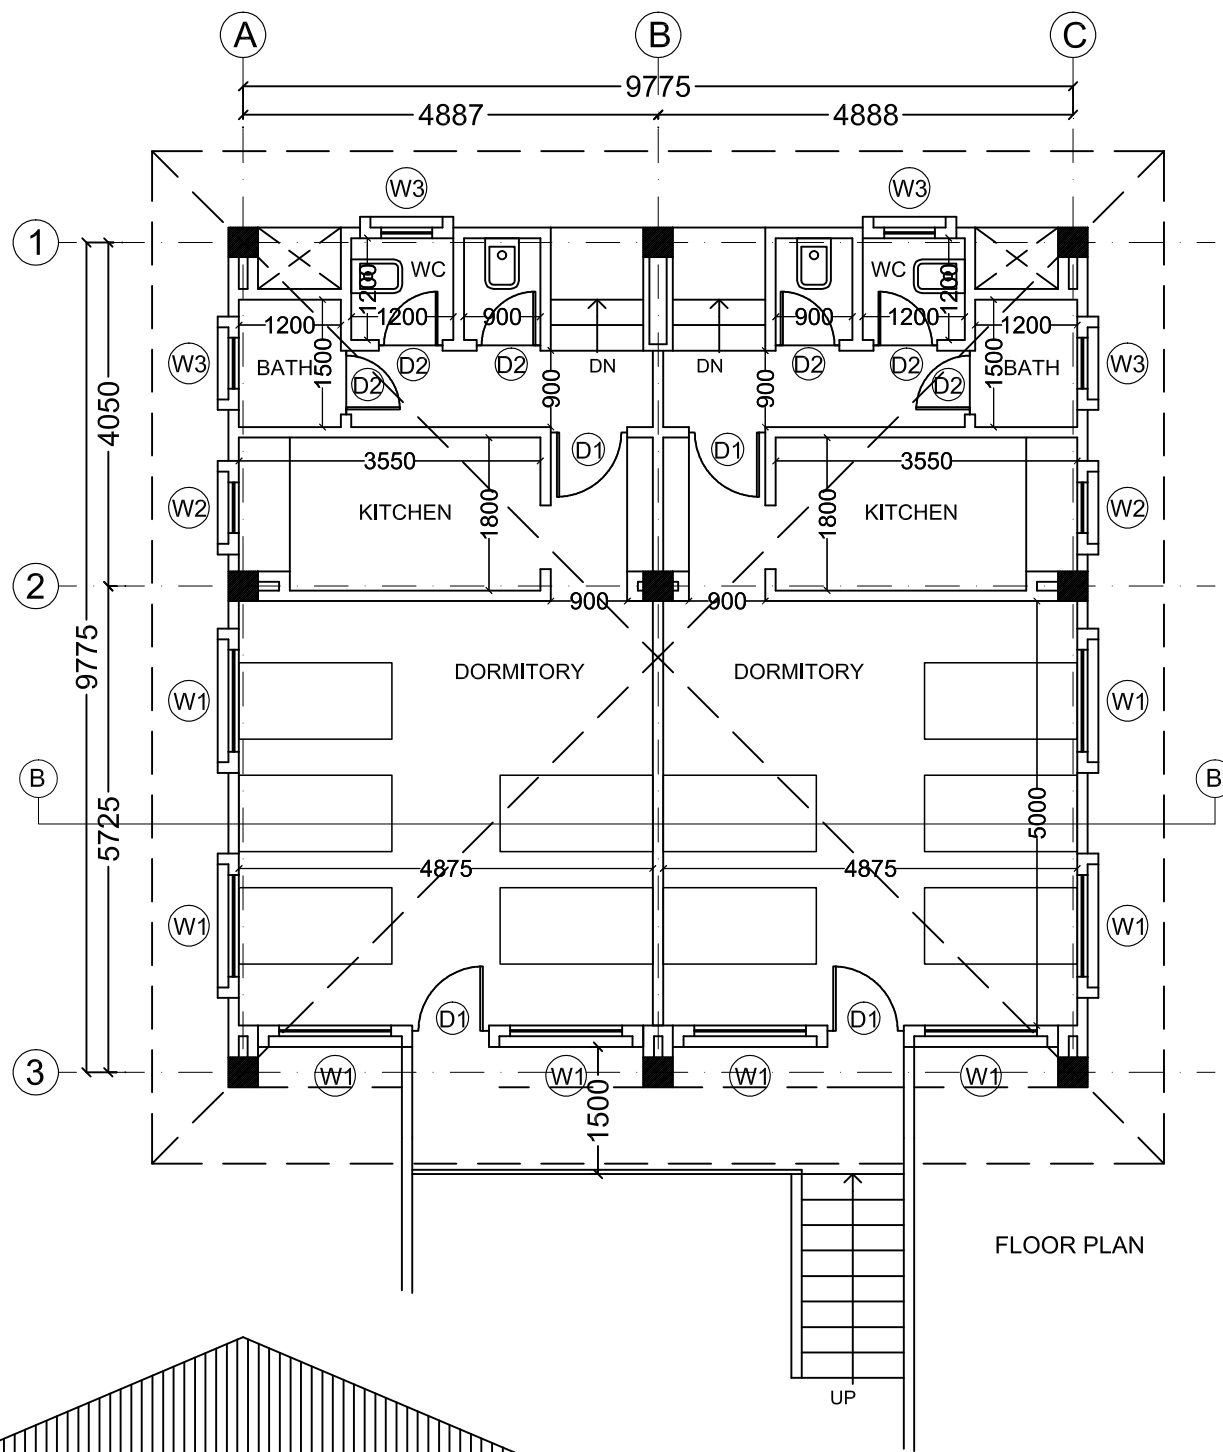 A B C
9775
4887 4888
W3 W3
1
WC WC
1200 1200
1200 1200 900 900 1200 1200
W3 BATH 1500 D2 D2 D2 DN DN D2 D2 D2 1500 BATH W3
900 900
4050
D1 D1
3550 3550
W2 KITCHEN 1800 1800 KITCHEN W2
2
900 900
9775
DORMITORY DORMITORY
W1 W1
B B
5725 5000
4875 4875
W1 W1
D1 D1
3
W1 W1 W1 W1
1500
FLOOR PLAN
UP